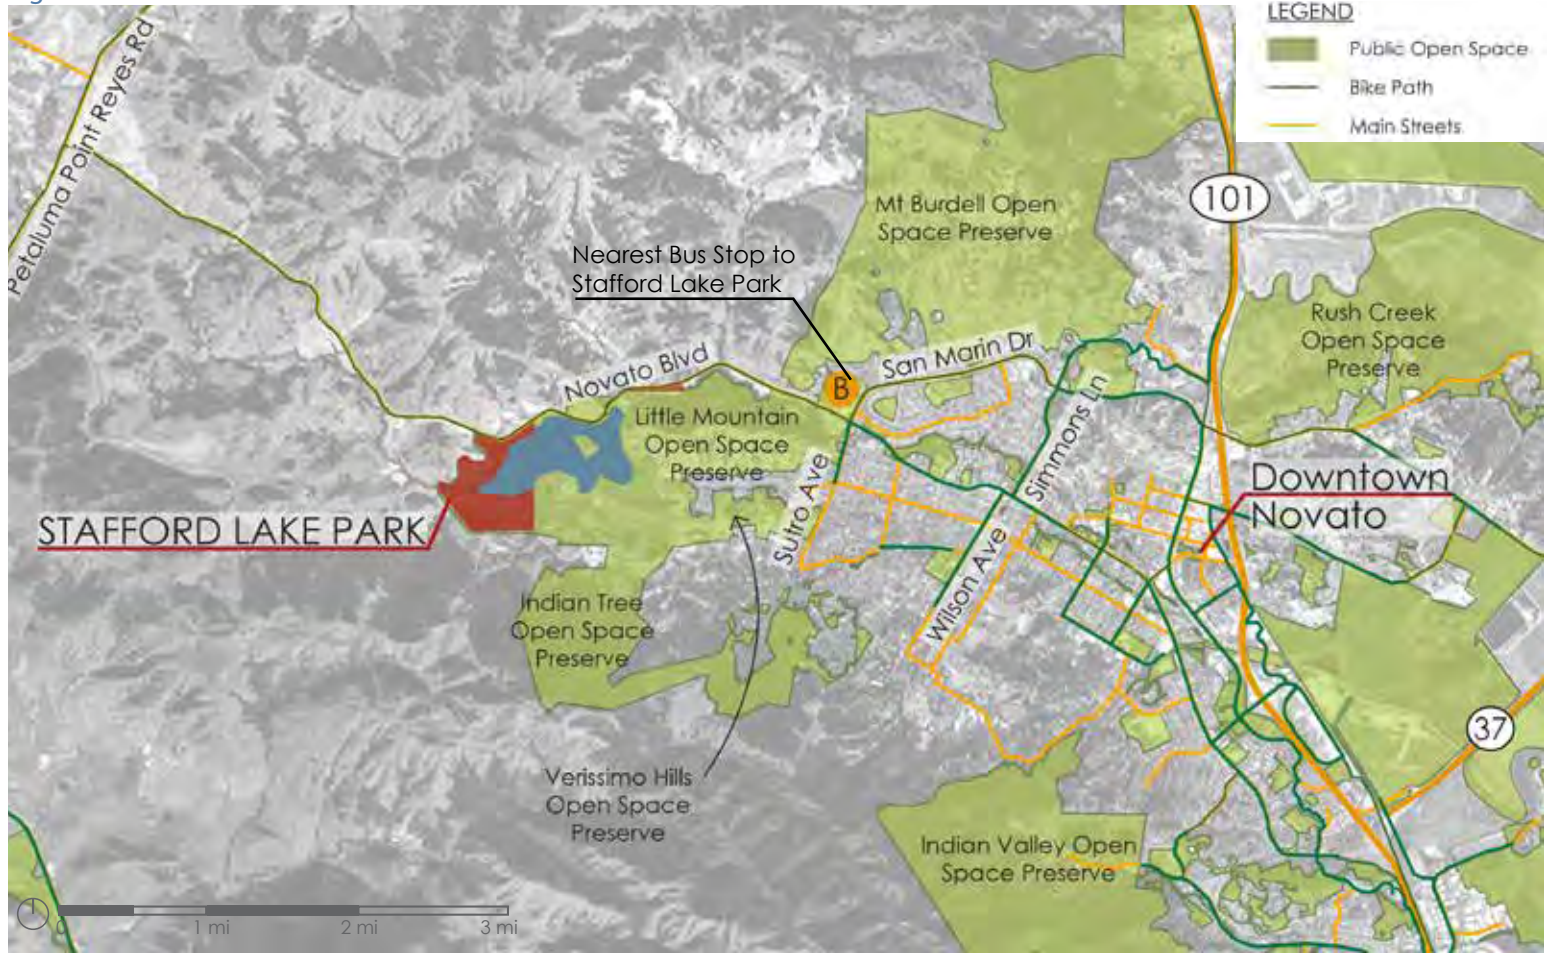 LEGEND
Public Open Space
Bike Path
Main Streets
Petaluma Point Reyes Rd
101
Mt Burdell Open
Space Preserve
Nearest Bus Stop to
Stafford Lake Park
Rush Creek
Open Space
Preserve
San Marin Dr
Novato Blvd
B
Little Mountain
Open Space
Preserve
Simmons Ln
Sutro Ave
Downtown
Novato
STAFFORD LAKE PARK
Wilson Ave
Indian Tree
Open Space
Preserve
37
Verissimo Hills
Open Space
Preserve
Indian Valley Open
Space Preserve
0 1 mi 2 mi 3 mi